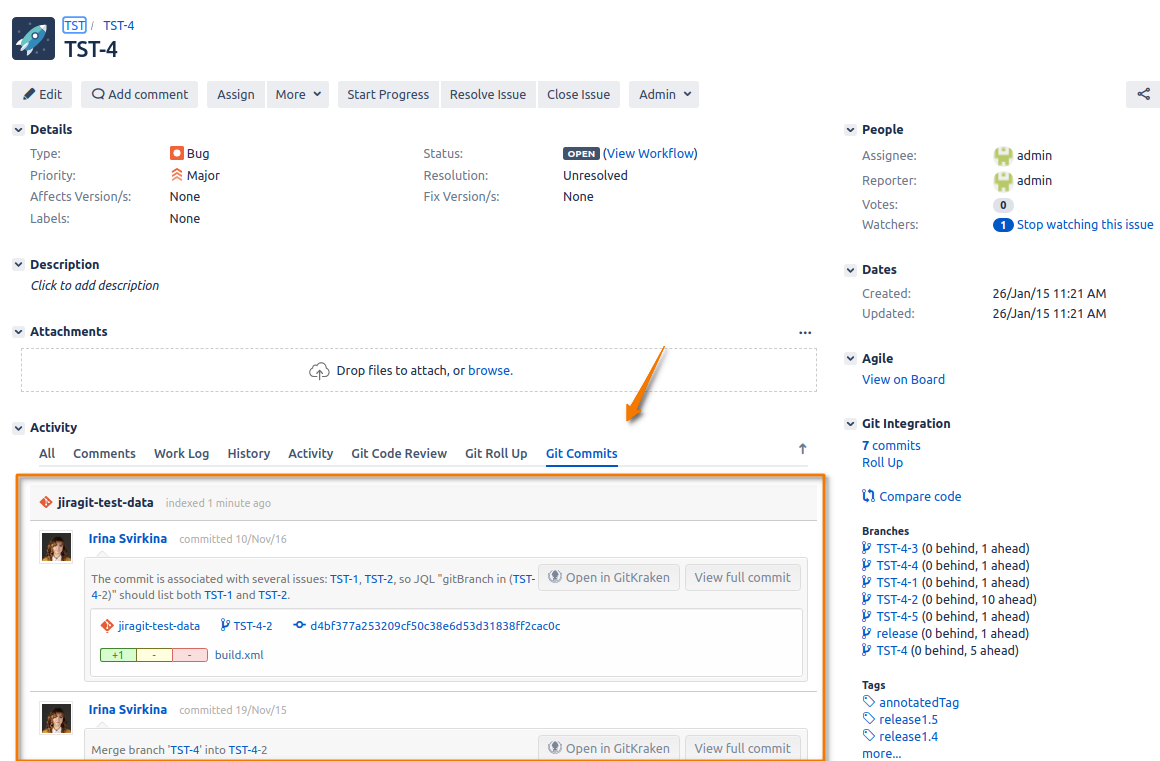 TST / TST-4
TST-4
Edit Add comment Assign More Start Progress Resolve Issue Close Issue Admin
Details
Type: Bug Status: OPEN (View Workflow)
Priority: Major Resolution: Unresolved
Affects Version/s: None Fix Version/s: None
Labels: None
Description
Click to add description
Attachments ...
Drop files to attach, or browse.
Activity
All Comments Work Log History Activity Git Code Review Git Roll Up Git Commits
jiragit-test-data indexed 1 minute ago
Irina Svirkina committed 10/Nov/16
The commit is associated with several issues: TST-1, TST-2, so JQL "gitBranch in (TST-
4-2)" should list both TST-1 and TST-2.
Open in GitKraken View full commit
jiragit-test-data TST-4-2 d4bf377a253209cf50c38e6d53d31838ff2cac0c
+1 - - build.xml
Irina Svirkina committed 19/Nov/15
Merge branch 'TST-4' into TST-4-2 Open in GitKraken View full commit
People
Assignee: admin
Reporter: admin
Votes: 0
Watchers: 1 Stop watching this issue
Dates
Created: 26/Jan/15 11:21 AM
Updated: 26/Jan/15 11:21 AM
Agile
View on Board
Git Integration
7 commits
Roll Up
Compare code
Branches
TST-4-3 (0 behind, 1 ahead)
TST-4-4 (0 behind, 1 ahead)
TST-4-1 (0 behind, 1 ahead)
TST-4-2 (0 behind, 10 ahead)
TST-4-5 (0 behind, 1 ahead)
release (0 behind, 1 ahead)
TST-4 (0 behind, 5 ahead)
Tags
annotatedTag
release1.5
release1.4
more...